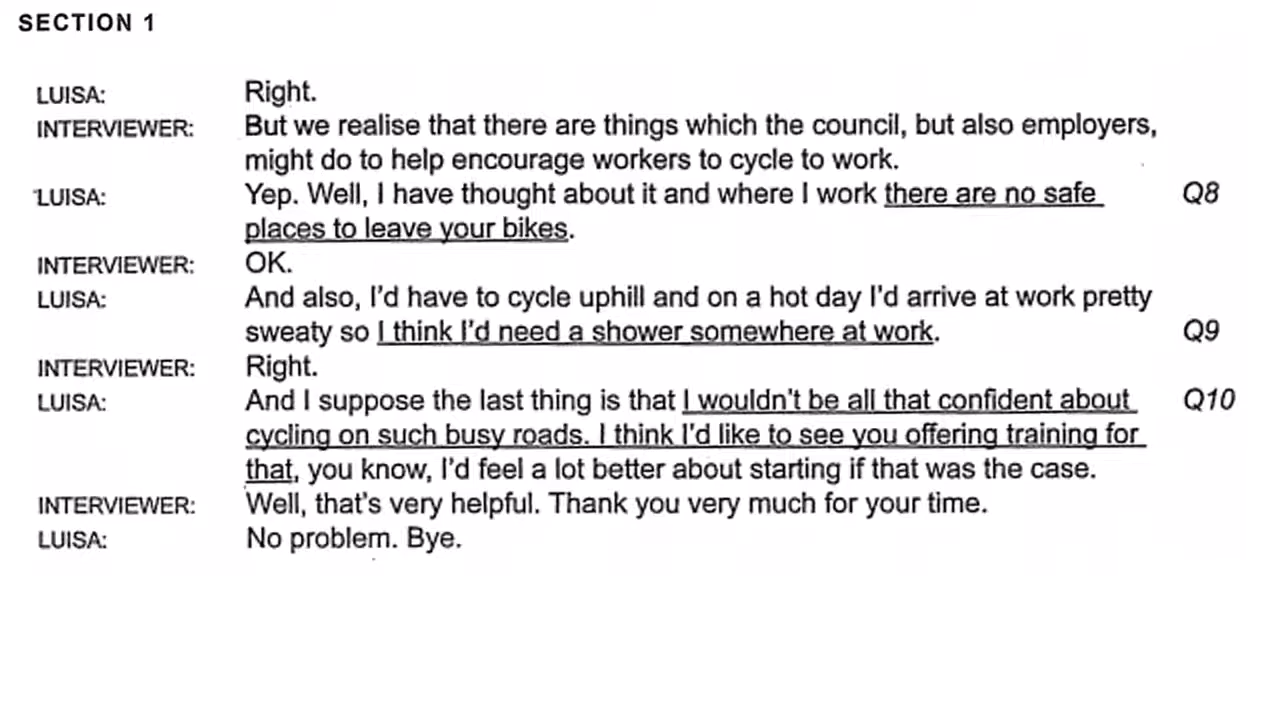 SECTION 1
LUISA: Right.
INTERVIEWER: But we realise that there are things which the council, but also employers,
might do to help encourage workers to cycle to work.
LUISA: Yep. Well, I have thought about it and where I work there are no safe Q8
places to leave your bikes.
INTERVIEWER: OK.
LUISA: And also, I'd have to cycle uphill and on a hot day I'd arrive at work pretty
sweaty so I think I'd need a shower somewhere at work. Q9
INTERVIEWER: Right.
LUISA: And I suppose the last thing is that I wouldn't be all that confident about Q10
cycling on such busy roads. I think I'd like to see you offering training for
that, you know, I'd feel a lot better about starting if that was the case.
INTERVIEWER: Well, that's very helpful. Thank you very much for your time.
LUISA: No problem. Bye.